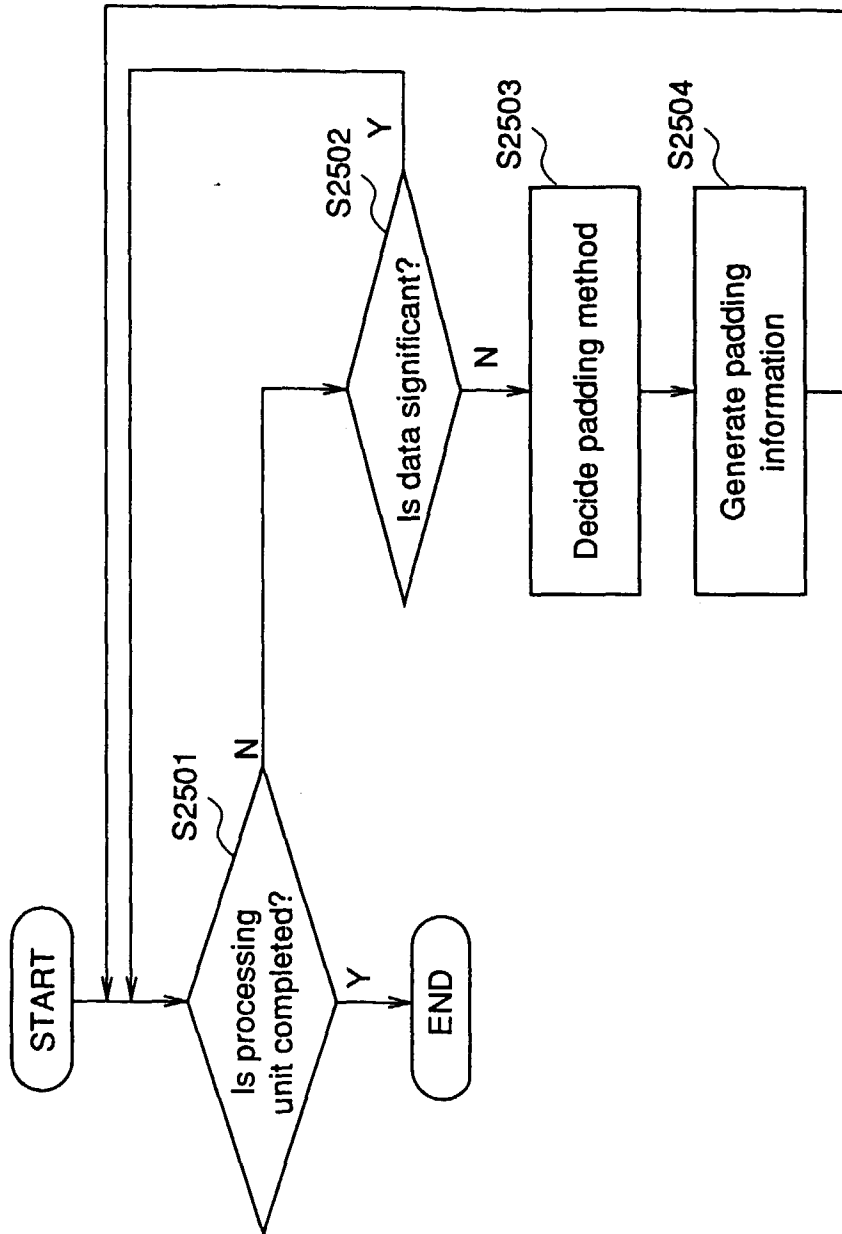 START
S2501
Is processing
unit completed?
N
Y
END
S2502
Is data significant?
Y
N
S2503
Decide padding method
S2504
Generate padding
information